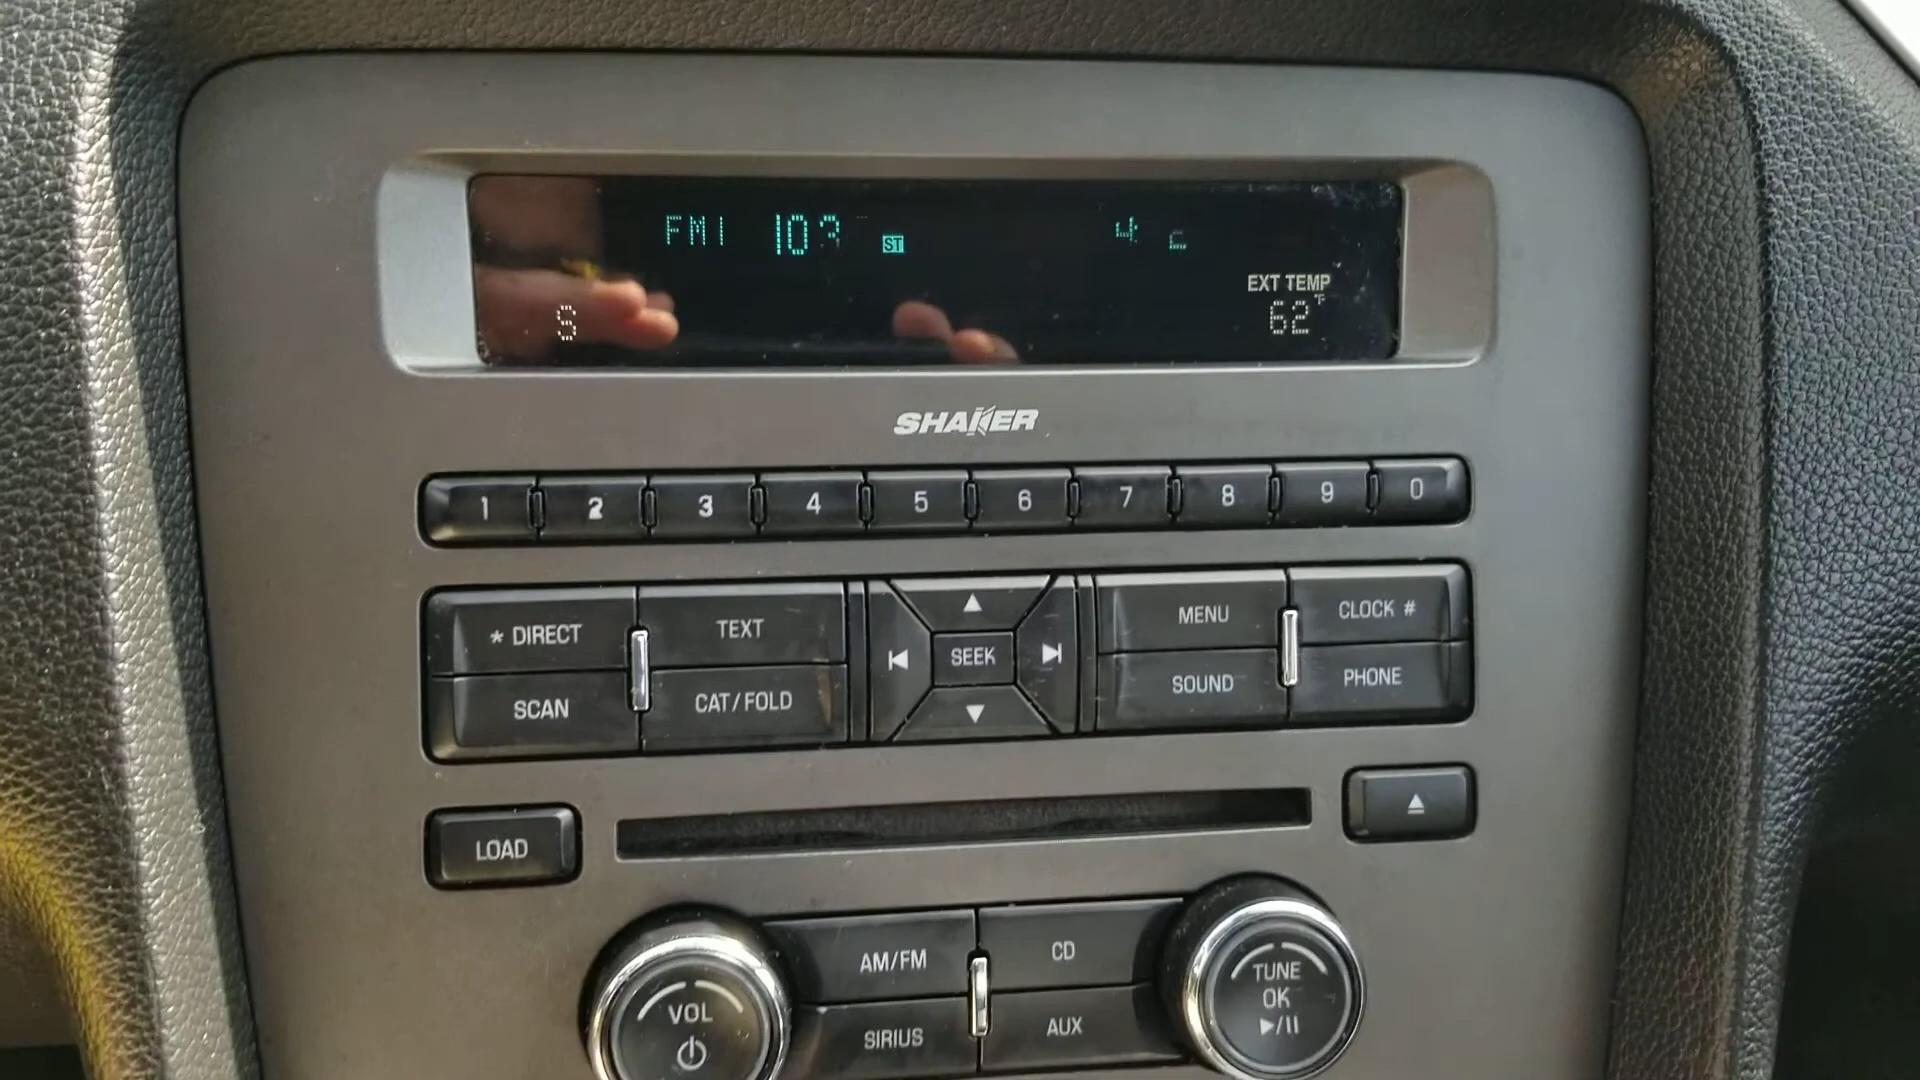 FM1 103 ST 4
EXT TEMP
S 62°F
SHAKER
1 2 3 4 5 6 7 8 9 0
* DIRECT TEXT MENU CLOCK #
SEEK
SCAN CAT/FOLD SOUND PHONE
LOAD
AM/FM CD
VOL TUNE
OK
SIRIUS AUX